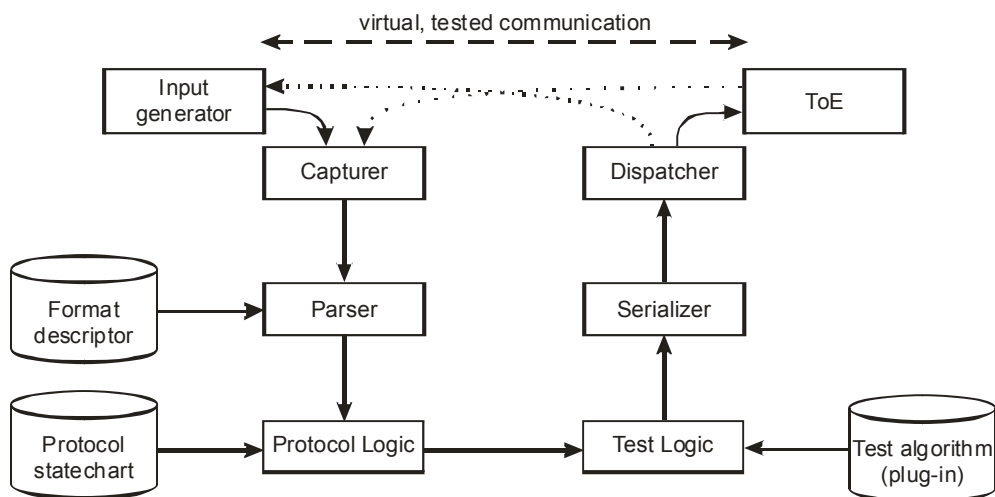 virtual, tested communication
Input
generator
ToE
Capturer
Dispatcher
Format
descriptor
Parser
Serializer
Protocol
statechart
Protocol Logic
Test Logic
Test algorithm
(plug-in)